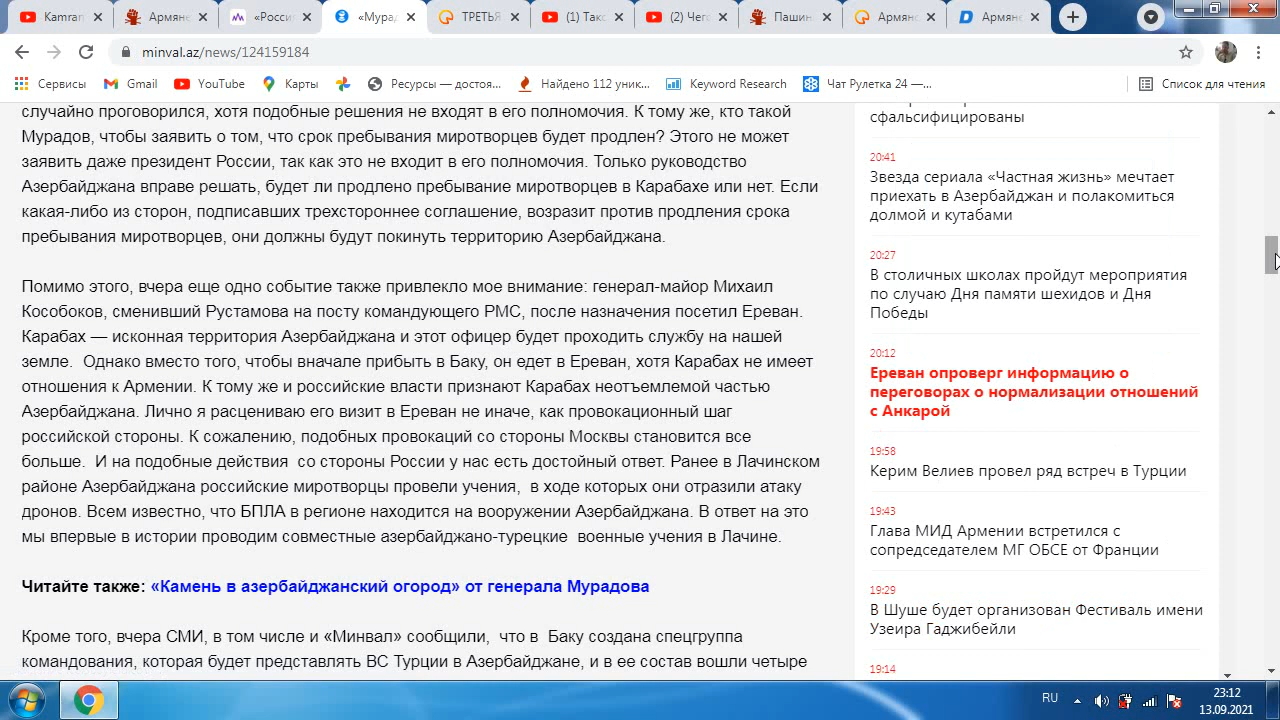 Kamran
Армяне
«Россия
«Мурад
ТРЕТЬЯ
(1) Такс
(2) Чего
Пашин
Армянс
Армяне
minval.az/news/124159184
Сервисы
Gmail
YouTube
Карты
Ресурсы — достоя...
Найдено 112 уник...
Keyword Research
Чат Рулетка 24 —...
Список для чтения
случайно проговорился, хотя подобные решения не входят в его полномочия. К тому же, кто такой
Мурадов, чтобы заявить о том, что срок пребывания миротворцев будет продлен? Этого не может
заявить даже президент России, так как это не входит в его полномочия. Только руководство
Азербайджана вправе решать, будет ли продлено пребывание миротворцев в Карабахе или нет. Если
какая-либо из сторон, подписавших трехстороннее соглашение, возразит против продления срока
пребывания миротворцев, они должны будут покинуть территорию Азербайджана.
Помимо этого, вчера еще одно событие также привлекло мое внимание: генерал-майор Михаил
Кособоков, сменивший Рустамова на посту командующего РМС, после назначения посетил Ереван.
Карабах — исконная территория Азербайджана и этот офицер будет проходить службу на нашей
земле.  Однако вместо того, чтобы вначале прибыть в Баку, он едет в Ереван, хотя Карабах не имеет
отношения к Армении. К тому же и российские власти признают Карабах неотъемлемой частью
Азербайджана. Лично я расцениваю его визит в Ереван не иначе, как провокационный шаг
российской стороны. К сожалению, подобных провокаций со стороны Москвы становится все
больше.  И на подобные действия  со стороны России у нас есть достойный ответ. Ранее в Лачинском
районе Азербайджана российские миротворцы провели учения,  в ходе которых они отразили атаку
дронов. Всем известно, что БПЛА в регионе находится на вооружении Азербайджана. В ответ на это
мы впервые в истории проводим совместные азербайджано-турецкие  военные учения в Лачине.
Читайте также: «Камень в азербайджанский огород» от генерала Мурадова
Кроме того, вчера СМИ, в том числе и «Минвал» сообщили,  что в  Баку создана спецгруппа
командования, которая будет представлять ВС Турции в Азербайджане, и в ее состав вошли четыре
сфальсифицированы
20:41
Звезда сериала «Частная жизнь» мечтает
приехать в Азербайджан и полакомиться
долмой и кутабами
20:27
В столичных школах пройдут мероприятия
по случаю Дня памяти шехидов и Дня
Победы
20:12
Ереван опроверг информацию о
переговорах о нормализации отношений
с Анкарой
19:58
Керим Велиев провел ряд встреч в Турции
19:43
Глава МИД Армении встретился с
сопредседателем МГ ОБСЕ от Франции
19:29
В Шуше будет организован Фестиваль имени
Узеира Гаджибейли
19:14
RU
23:12
13.09.2021